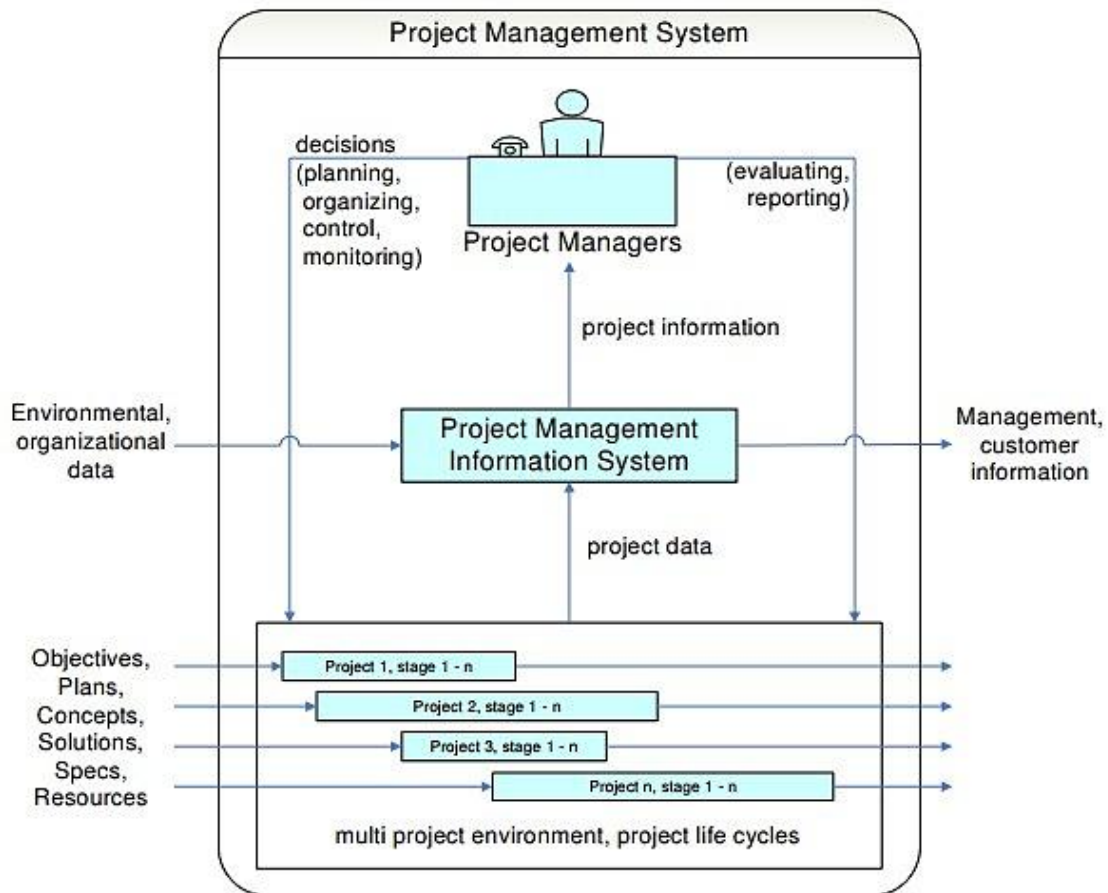 Project Management System
decisions
(planning,
organizing,
control,
monitoring)
(evaluating,
reporting)
Project Managers
project information
Environmental,
organizational
data
Project Management
Information System
Management,
customer
information
project data
Objectives,
Plans,
Concepts,
Solutions,
Specs,
Resources
Project 1, stage 1 - n
Project 2, stage 1 - n
Project 3, stage 1 - n
Project n, stage 1 - n
multi project environment, project life cycles